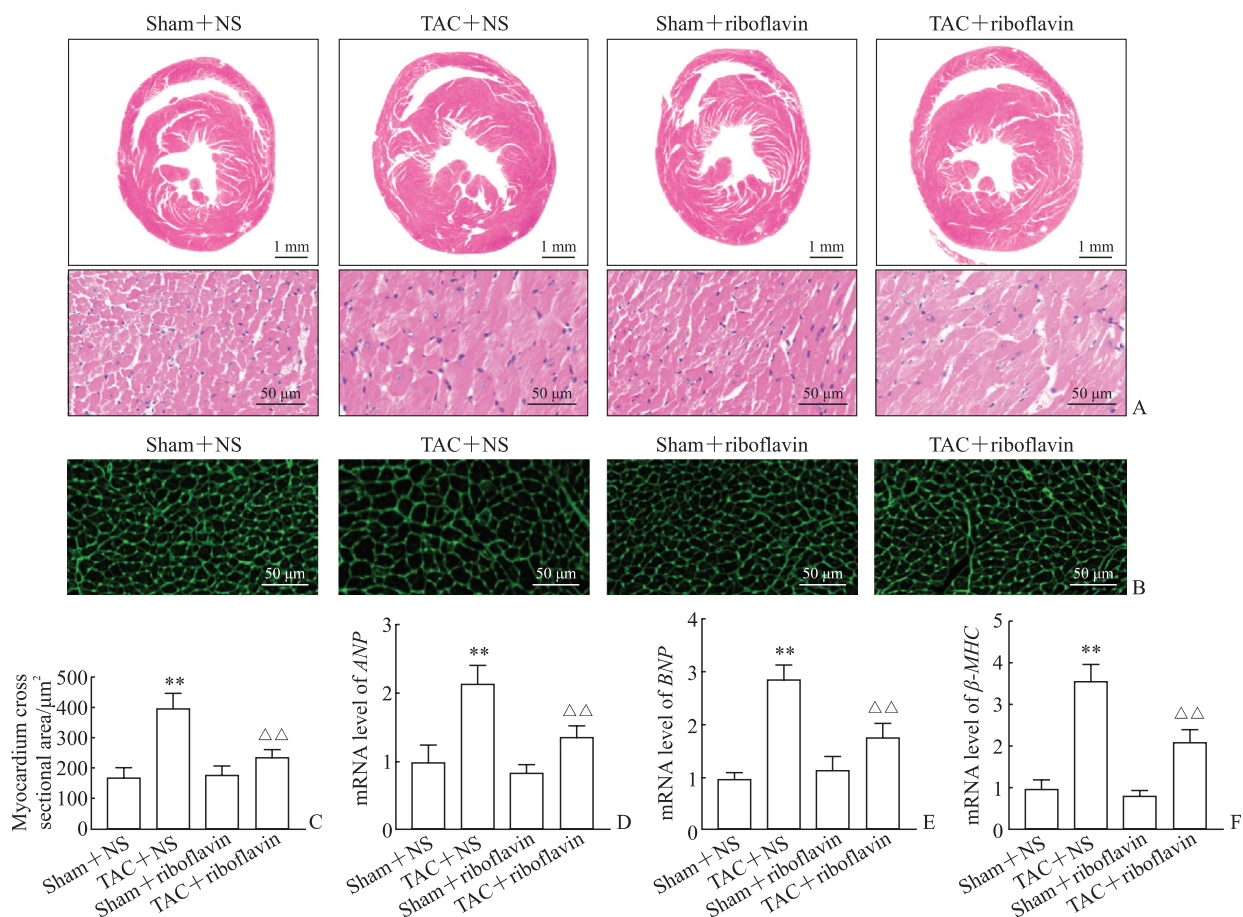 Sham+NS
TAC+NS
Sham+riboflavin
TAC+riboflavin
1 mm
1 mm
1 mm
1 mm
50 μm
50 μm
50 μm
50 μm
A
Sham+NS
TAC+NS
Sham+riboflavin
TAC+riboflavin
50 μm
50 μm
50 μm
50 μm
B
Myocardium cross
sectional area/μm²
500
400
300
200
100
0
**
△△
Sham+NS
TAC+NS
Sham+riboflavin
TAC+riboflavin
C
mRNA level of ANP
3
2
1
0
**
△△
Sham+NS
TAC+NS
Sham+riboflavin
TAC+riboflavin
D
mRNA level of BNP
4
3
2
1
0
**
△△
Sham+NS
TAC+NS
Sham+riboflavin
TAC+riboflavin
E
mRNA level of β-MHC
5
4
3
2
1
0
**
△△
Sham+NS
TAC+NS
Sham+riboflavin
TAC+riboflavin
F